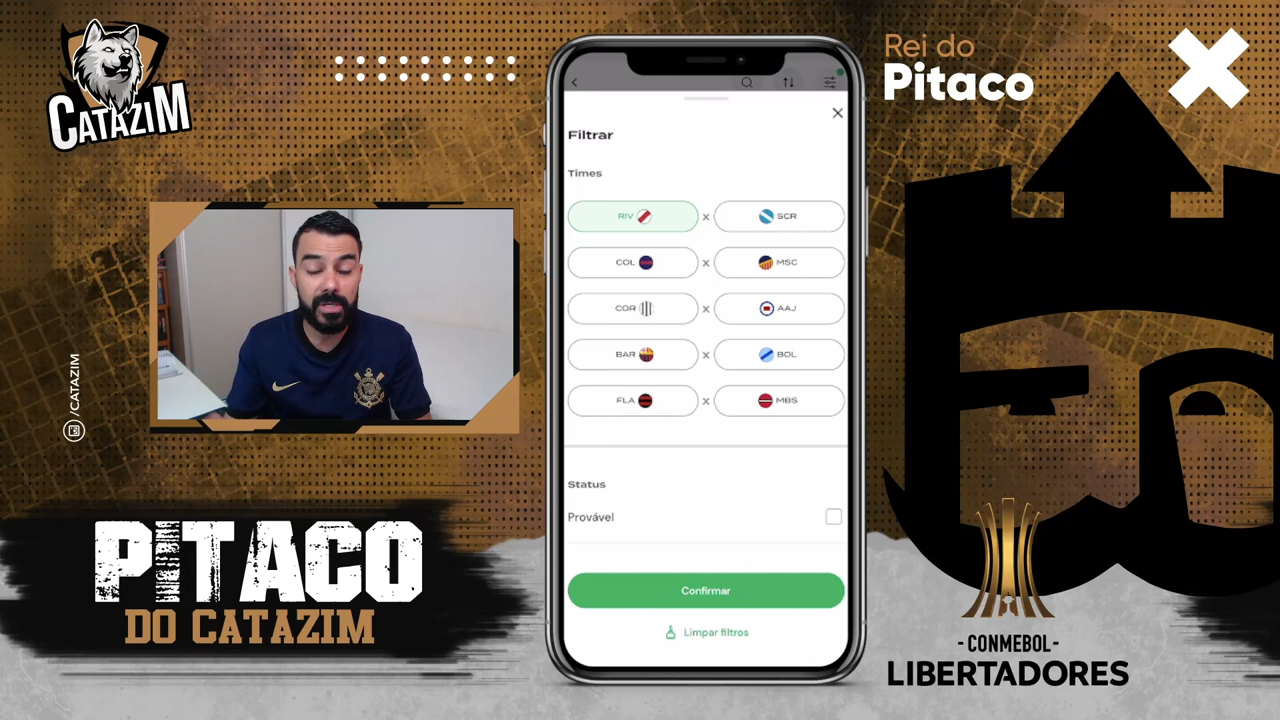 CATAZIM
/CATAZIM
PITACO
DO CATAZIM
Filtrar
Times
RIV x SCR
COL x MSC
COR x AAJ
BAR x BOL
FLA x MBS
Status
Provável
Confirmar
Limpar filtros
Rei do
Pitaco
-CONMEBOL-
LIBERTADORES